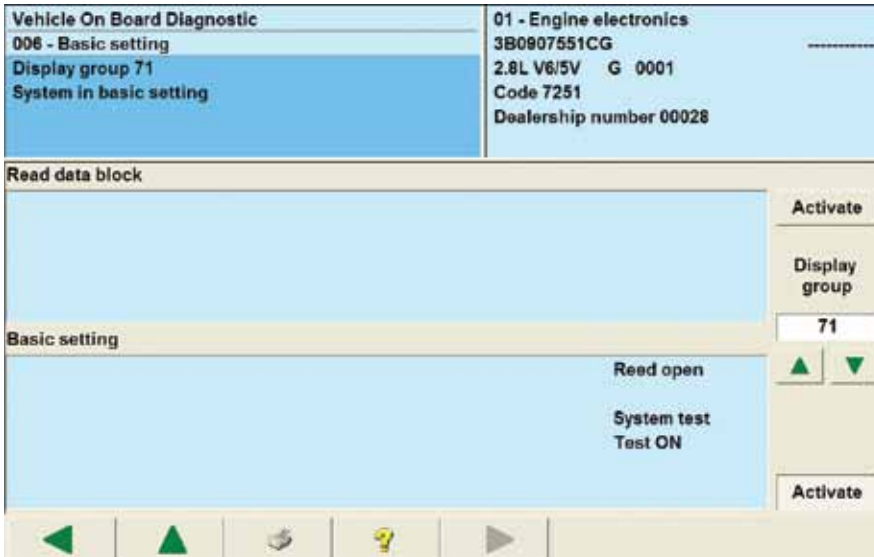 Vehicle On Board Diagnostic
006 - Basic setting
Display group 71
System in basic setting
01 - Engine electronics
3B0907551CG -----------
2.8L V6/5V G 0001
Code 7251
Dealership number 00028
Read data block
Activate
Display
group
71
Basic setting
Reed open
System test
Test ON
Activate